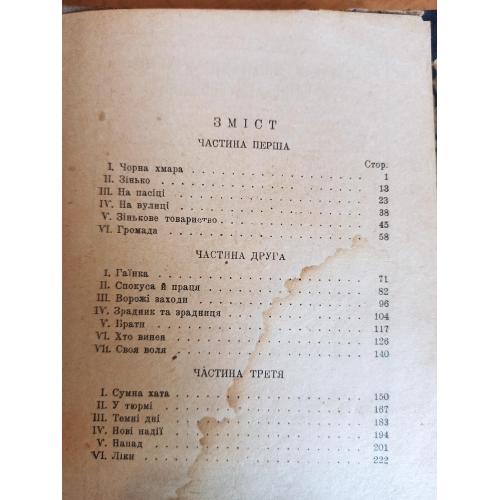 ЗМІСТ
ЧАСТИНА ПЕРША
Стор.
I. Чорна хмара 1
II. Зінько 13
III. На пасіці 23
IV. На вулиці 38
V. Зінькове товариство 45
VI. Громада 58
ЧАСТИНА ДРУГА
I. Гаїнка 71
II. Спокуса й праця 82
III. Ворожі заходи 96
IV. Зрадник та зрадниця 104
V. Брати 117
VI. Хто винен 126
VII. Своя воля 140
ЧАСТИНА ТРЕТЯ
I. Сумна хата 150
II. У тюрмі 167
III. Темні дні 183
IV. Нові надії 194
V. Напад 201
VI. Ліки 222